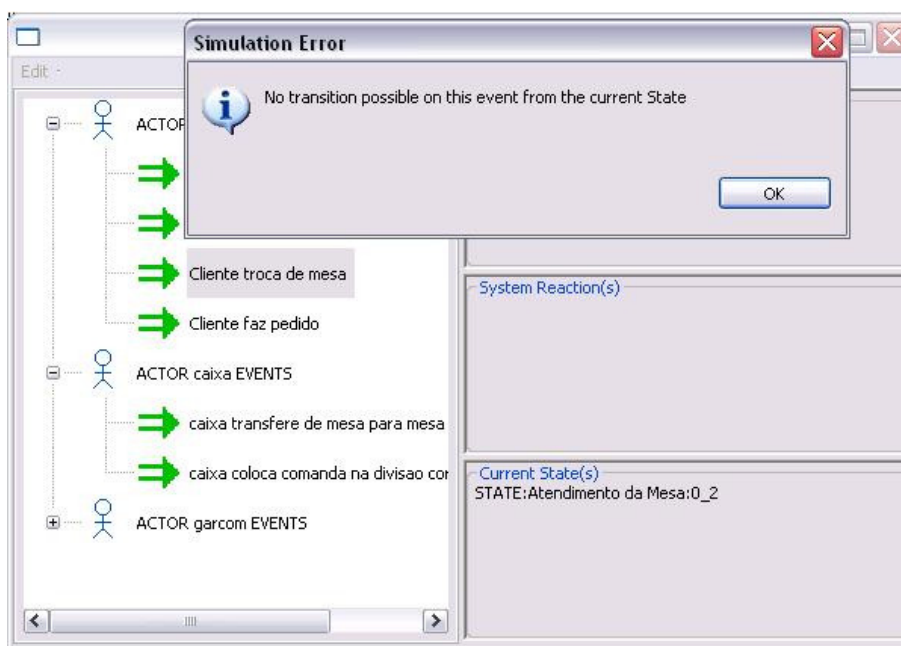 Simulation Error
No transition possible on this event from the current State
OK
Edit
ACTOR
Cliente troca de mesa
Cliente faz pedido
ACTOR caixa EVENTS
caixa transfere de mesa para mesa
caixa coloca comanda na divisao cor
ACTOR garcom EVENTS
System Reaction(s)
Current State(s)
STATE:Atendimento da Mesa:0_2